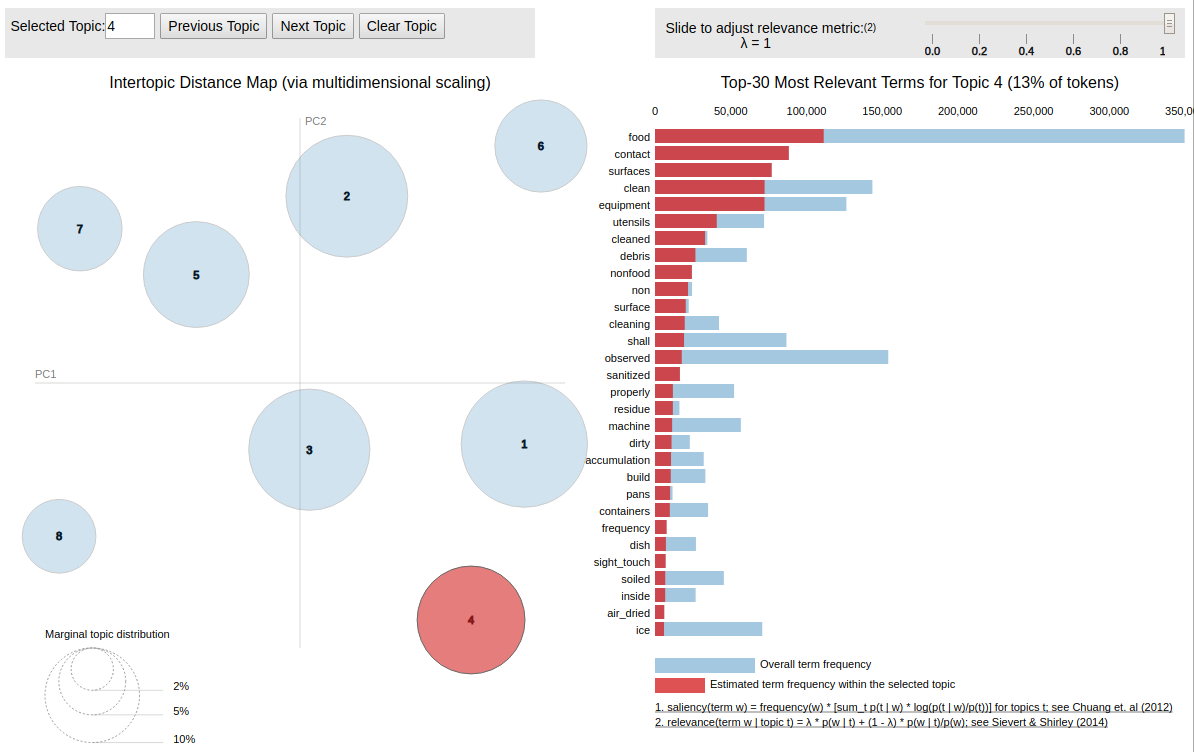 Selected Topic: 4 Previous Topic Next Topic Clear Topic
Slide to adjust relevance metric:(2)
λ = 1
0.0 0.2 0.4 0.6 0.8 1
Intertopic Distance Map (via multidimensional scaling)
PC2
PC1
6
2
7
5
3
1
8
4
Marginal topic distribution
2%
5%
10%
Top-30 Most Relevant Terms for Topic 4 (13% of tokens)
0 50,000 100,000 150,000 200,000 250,000 300,000 350,0
food
contact
surfaces
clean
equipment
utensils
cleaned
debris
nonfood
non
surface
cleaning
shall
observed
sanitized
properly
residue
machine
dirty
accumulation
build
pans
containers
frequency
dish
sight_touch
soiled
inside
air_dried
ice
Overall term frequency
Estimated term frequency within the selected topic
1. saliency(term w) = frequency(w) * [sum_t p(t | w) * log(p(t | w)/p(t))] for topics t; see Chuang et. al (2012)
2. relevance(term w | topic t) = λ * p(w | t) + (1 - λ) * p(w | t)/p(w); see Sievert & Shirley (2014)